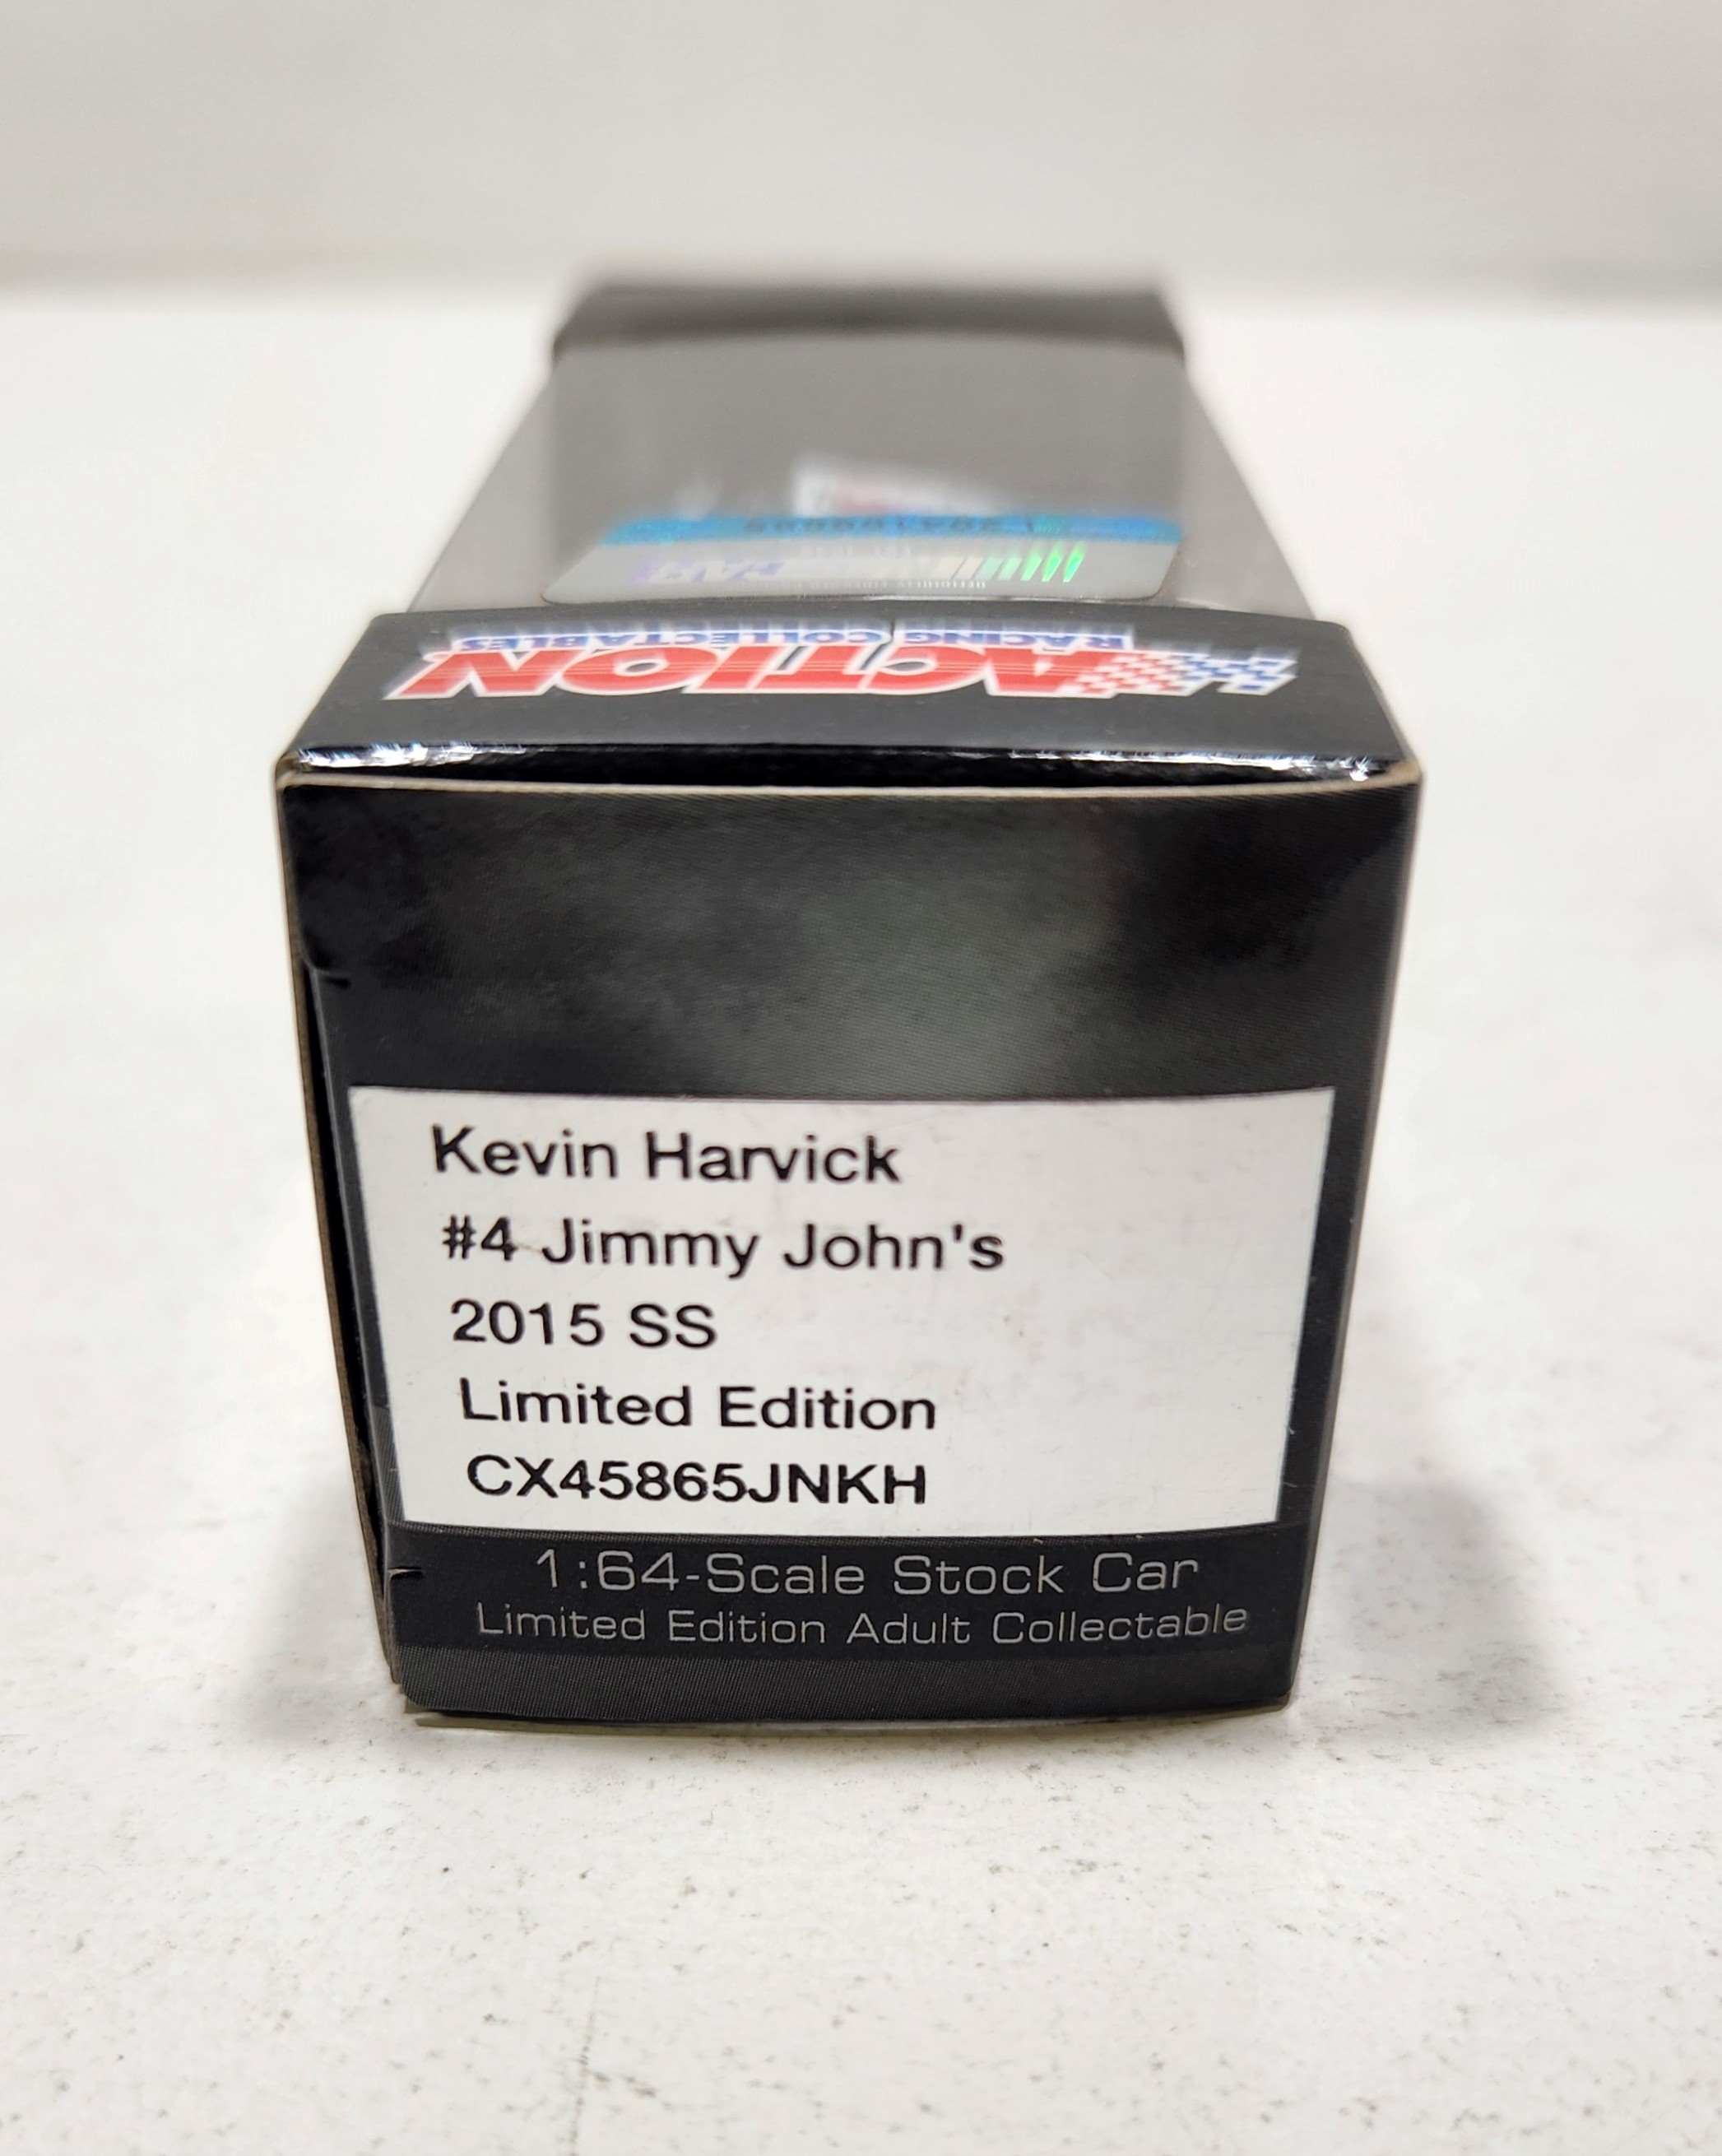 RACING COLLECTABLES
ACTION
Kevin Harvick
#4 Jimmy John's
2015 SS
Limited Edition
CX45865JNKH
1:64-Scale Stock Car
Limited Edition Adult Collectable